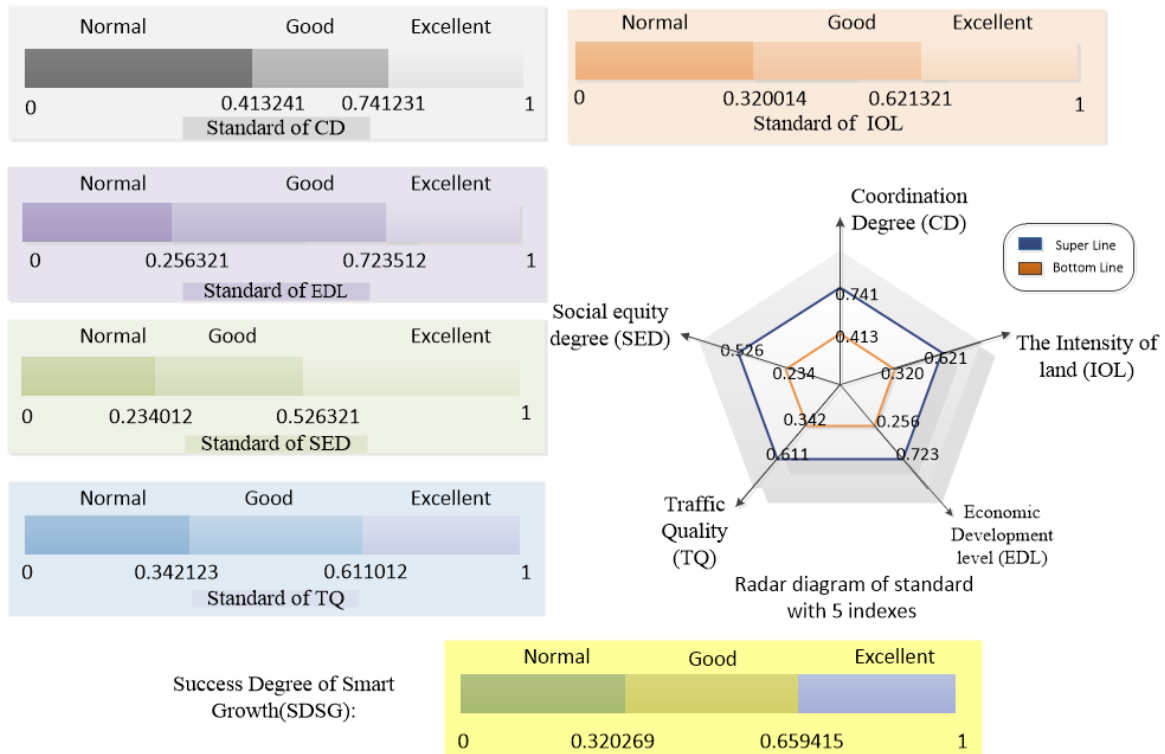 Normal Good Excellent
0 0.413241 0.741231 1
Standard of CD
Normal Good Excellent
0 0.320014 0.621321 1
Standard of IOL
Normal Good Excellent
0 0.256321 0.723512 1
Standard of EDL
Normal Good Excellent
0 0.234012 0.526321 1
Standard of SED
Normal Good Excellent
0 0.342123 0.611012 1
Standard of TQ
Coordination
Degree (CD)
Super Line
Bottom Line
Social equity
degree (SED)
The Intensity of
land (IOL)
0.741
0.413
0.526
0.234
0.320
0.621
0.342
0.256
0.611
0.723
Traffic
Quality
(TQ)
Economic
Development
level (EDL)
Radar diagram of standard
with 5 indexes
Success Degree of Smart
Growth(SDSG):
Normal Good Excellent
0 0.320269 0.659415 1